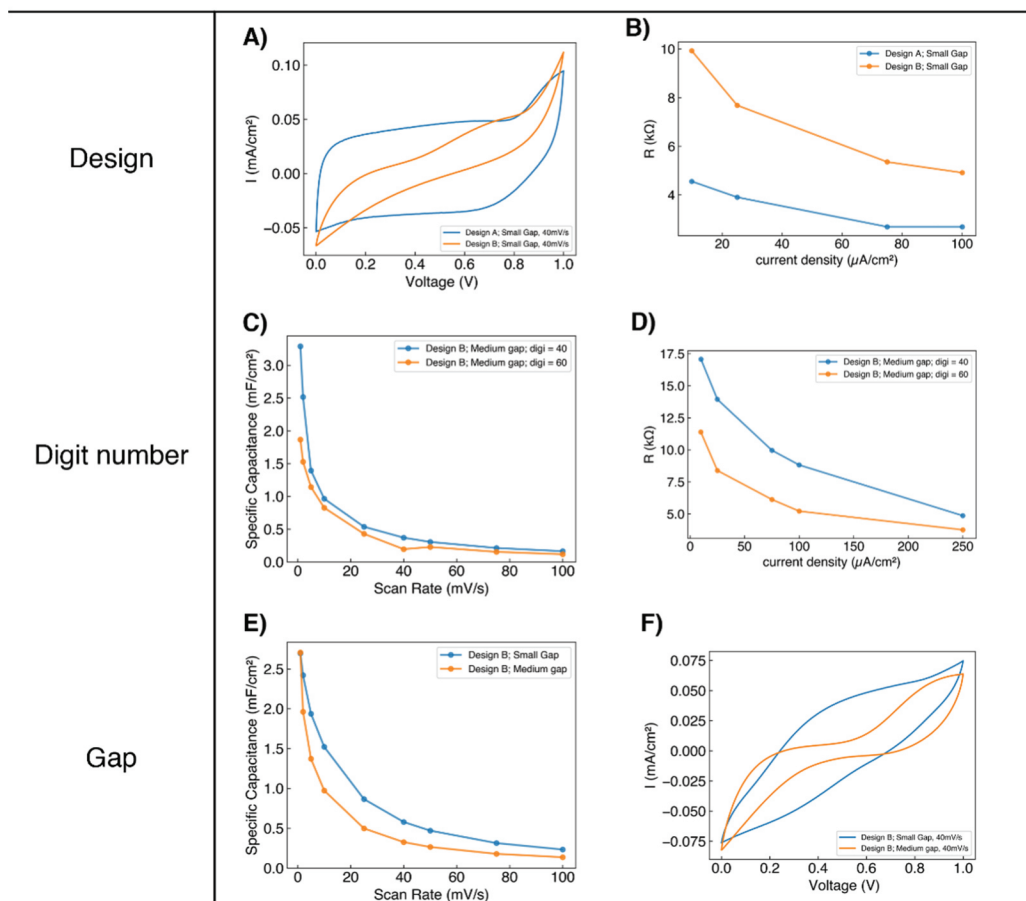 Design
A)
I (mA/cm²)
0.10
0.05
0.00
−0.05
Design A; Small Gap, 40mV/s
Design B; Small Gap, 40mV/s
0.0 0.2 0.4 0.6 0.8 1.0
Voltage (V)
B)
R (kΩ)
10
8
6
4
Design A; Small Gap
Design B; Small Gap
20 40 60 80 100
current density (μA/cm²)
Digit number
C)
Specific Capacitance (mF/cm²)
3.0
2.5
2.0
1.5
1.0
0.5
0.0
Design B; Medium gap; digi = 40
Design B; Medium gap; digi = 60
0 20 40 60 80 100
Scan Rate (mV/s)
D)
R (kΩ)
17.5
15.0
12.5
10.0
7.5
5.0
Design B; Medium gap; digi = 40
Design B; Medium gap; digi = 60
0 50 100 150 200 250
current density (μA/cm²)
Gap
E)
Specific Capacitance (mF/cm²)
2.5
2.0
1.5
1.0
0.5
0.0
Design B; Small Gap
Design B; Medium gap
0 20 40 60 80 100
Scan Rate (mV/s)
F)
I (mA/cm²)
0.075
0.050
0.025
0.000
−0.025
−0.050
−0.075
Design B; Small Gap, 40mV/s
Design B; Medium gap, 40mV/s
0.0 0.2 0.4 0.6 0.8 1.0
Voltage (V)